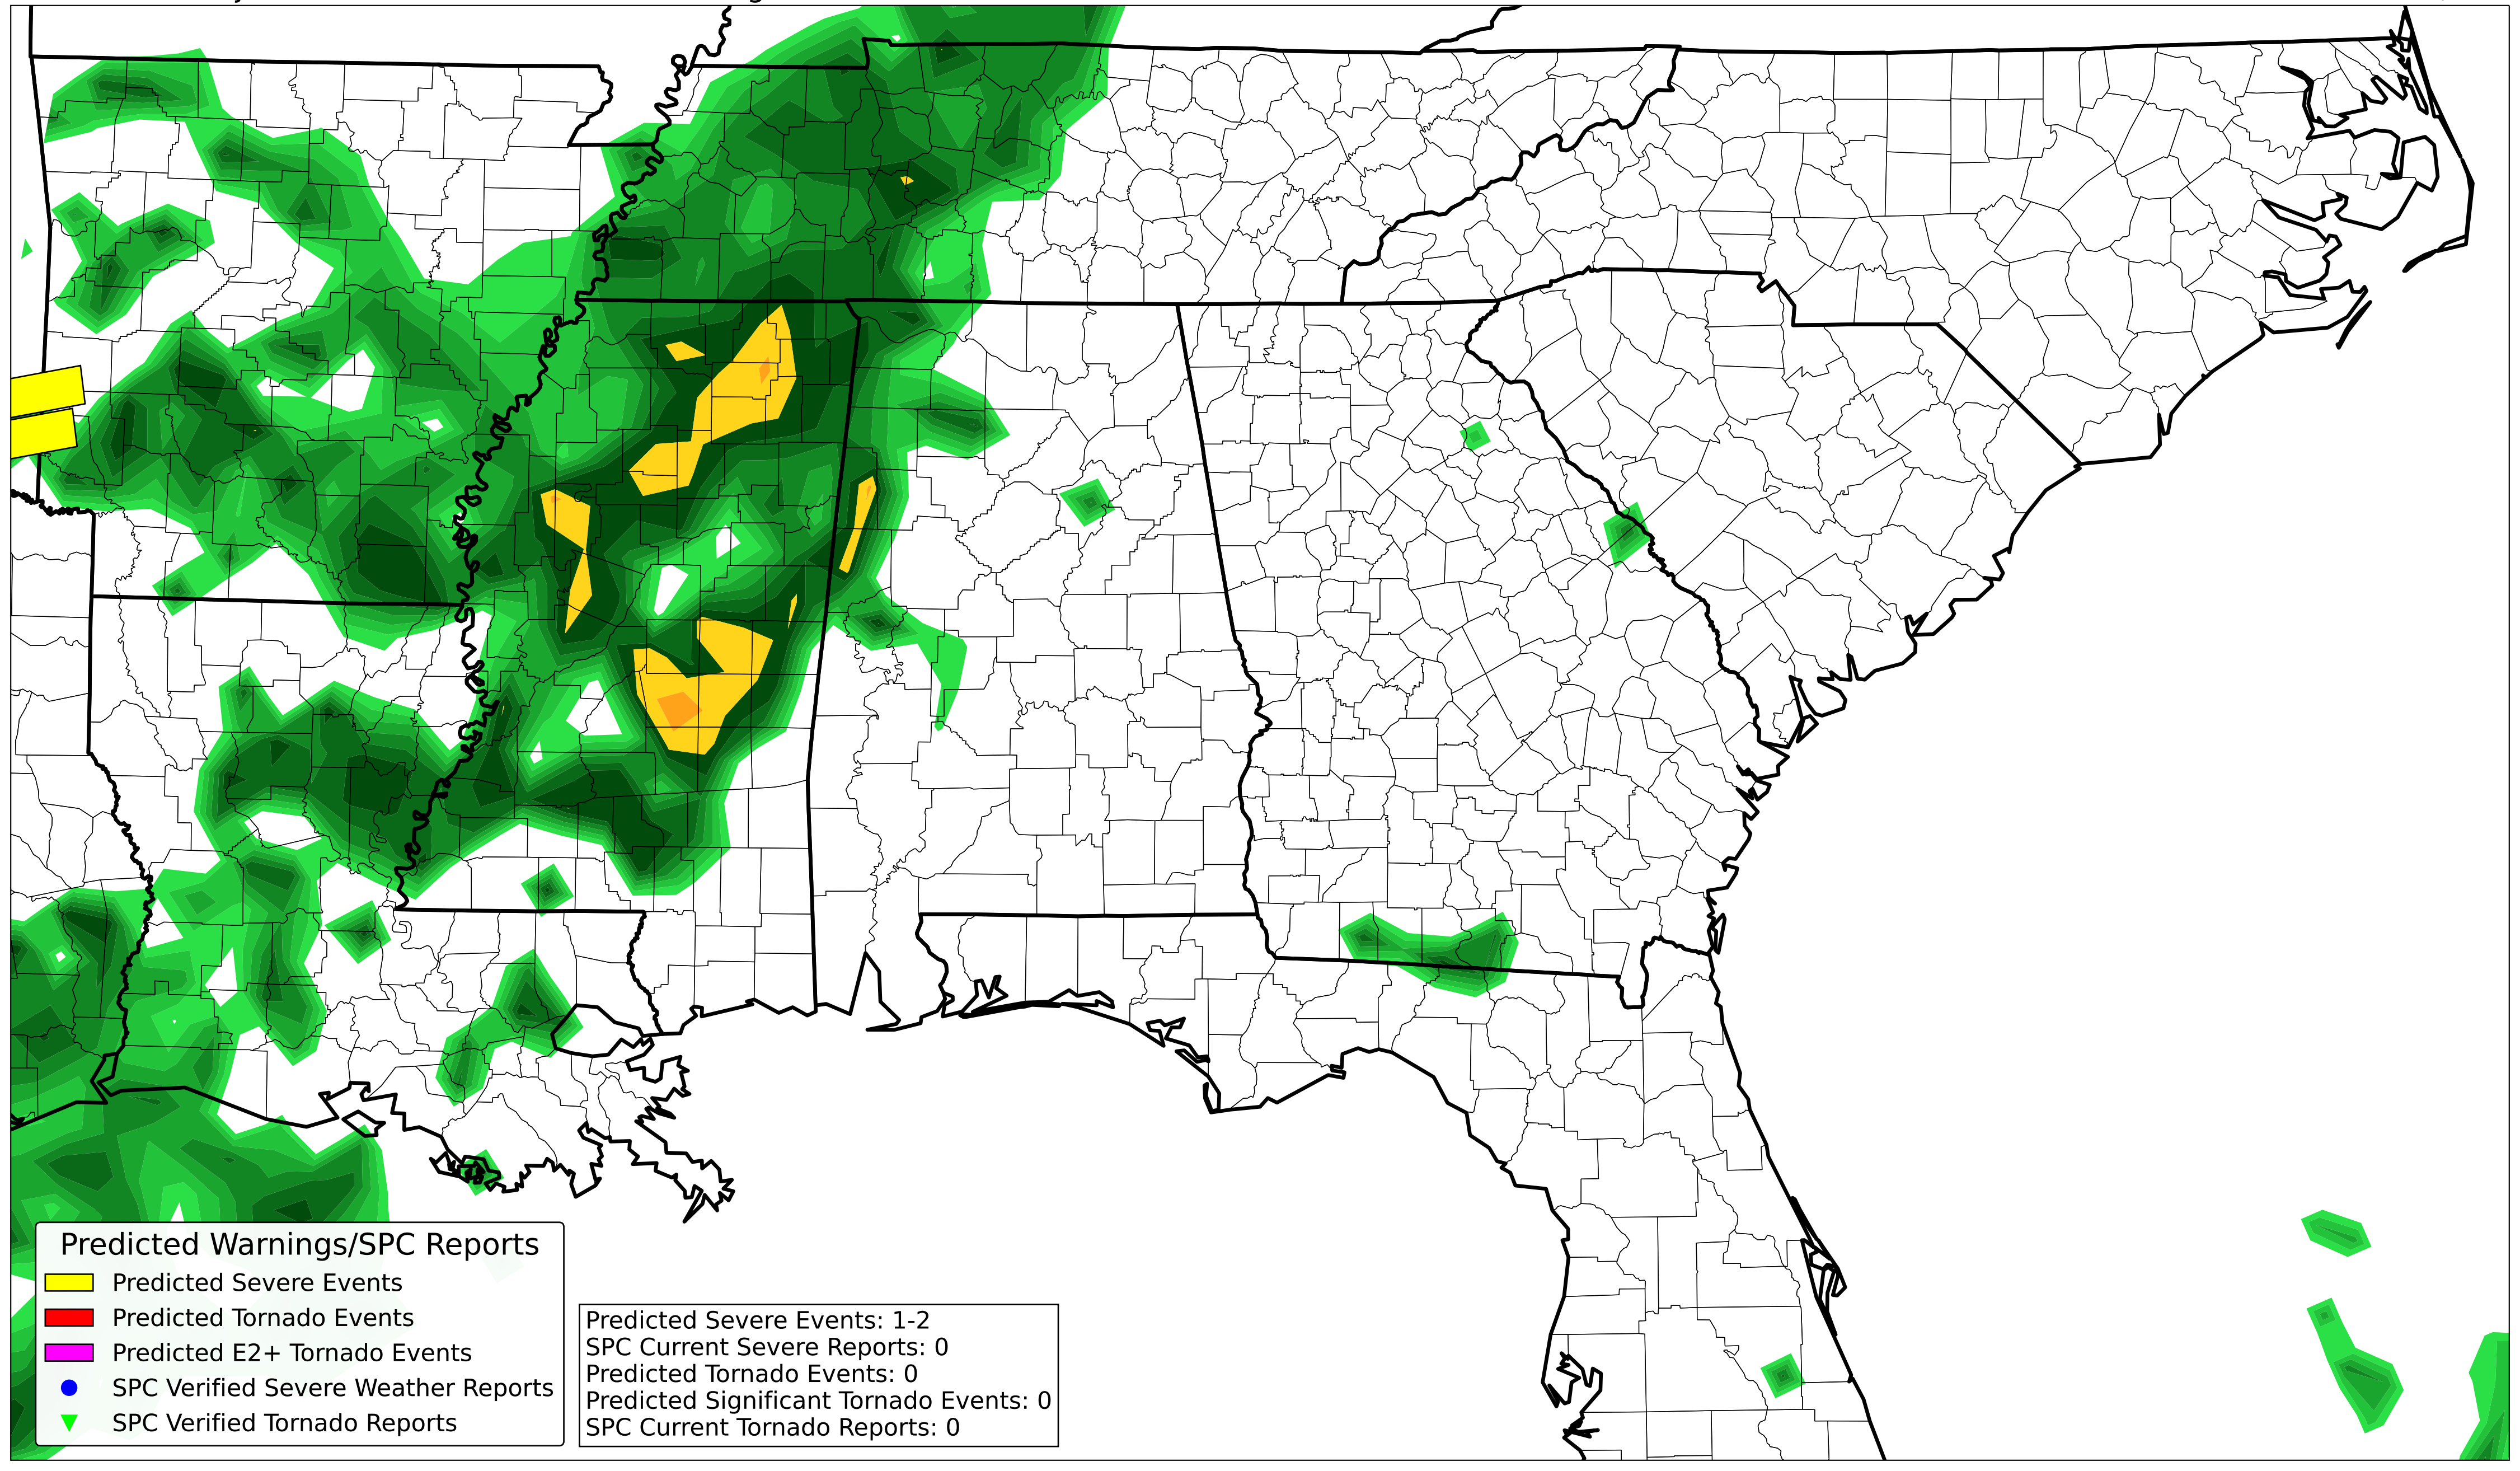 Predicted Warnings/SPC Reports
Predicted Severe Events
Predicted Tornado Events
Predicted E2+ Tornado Events
SPC Verified Severe Weather Reports
SPC Verified Tornado Reports
Predicted Severe Events: 1-2
SPC Current Severe Reports: 0
Predicted Tornado Events: 0
Predicted Significant Tornado Events: 0
SPC Current Tornado Reports: 0